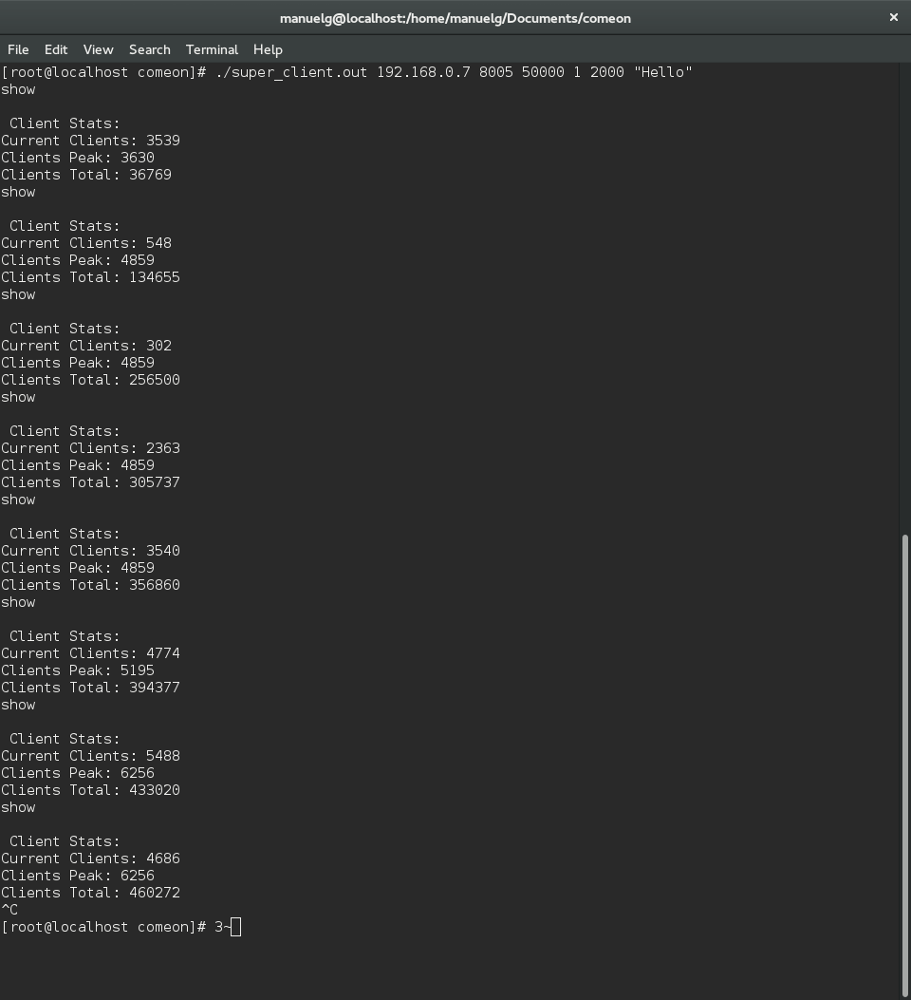 manuelg@localhost:/home/manuelg/Documents/comeon ×
File Edit View Search Terminal Help
[root@localhost comeon]# ./super_client.out 192.168.0.7 8005 50000 1 2000 "Hello"
show
Client Stats:
Current Clients: 3539
Clients Peak: 3630
Clients Total: 36769
show
Client Stats:
Current Clients: 548
Clients Peak: 4859
Clients Total: 134655
show
Client Stats:
Current Clients: 302
Clients Peak: 4859
Clients Total: 256500
show
Client Stats:
Current Clients: 2363
Clients Peak: 4859
Clients Total: 305737
show
Client Stats:
Current Clients: 3540
Clients Peak: 4859
Clients Total: 356860
show
Client Stats:
Current Clients: 4774
Clients Peak: 5195
Clients Total: 394377
show
Client Stats:
Current Clients: 5488
Clients Peak: 6256
Clients Total: 433020
show
Client Stats:
Current Clients: 4686
Clients Peak: 6256
Clients Total: 460272
^C
[root@localhost comeon]# 3~